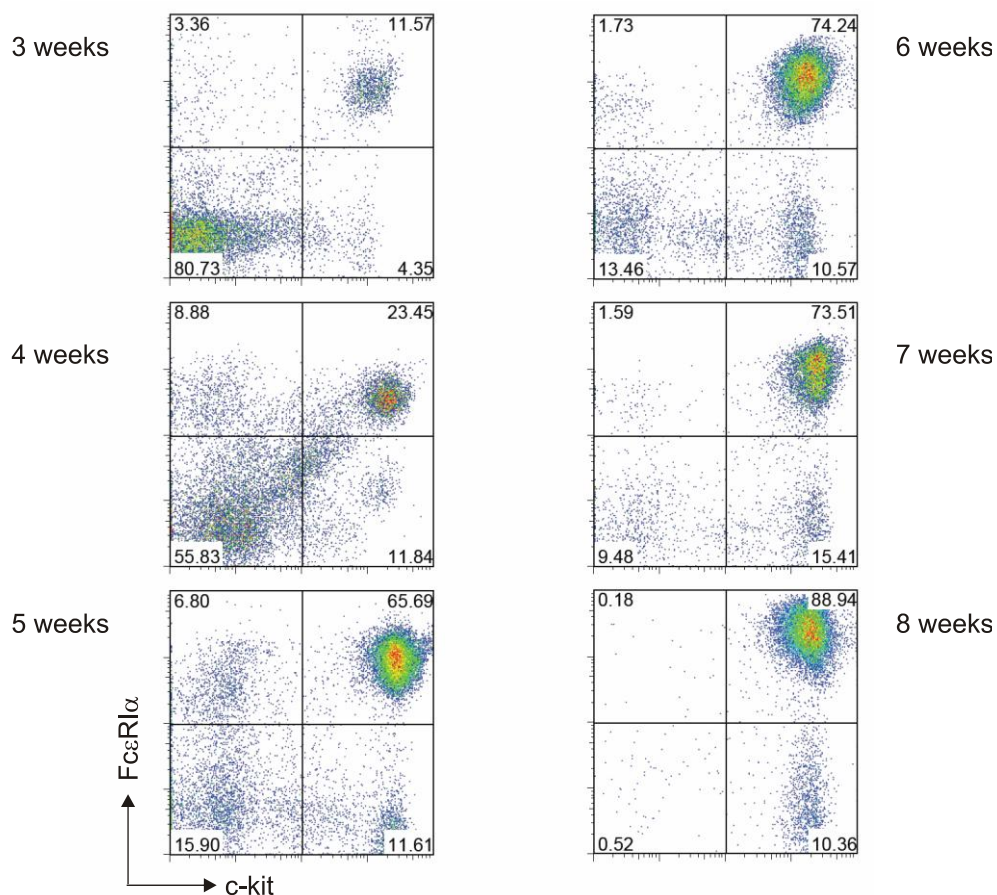 3 weeks
3.36 11.57
80.73 4.35
6 weeks
1.73 74.24
13.46 10.57
4 weeks
8.88 23.45
55.83 11.84
7 weeks
1.59 73.51
9.48 15.41
5 weeks
6.80 65.69
15.90 11.61
8 weeks
0.18 88.94
0.52 10.36
FcεRIα
c-kit